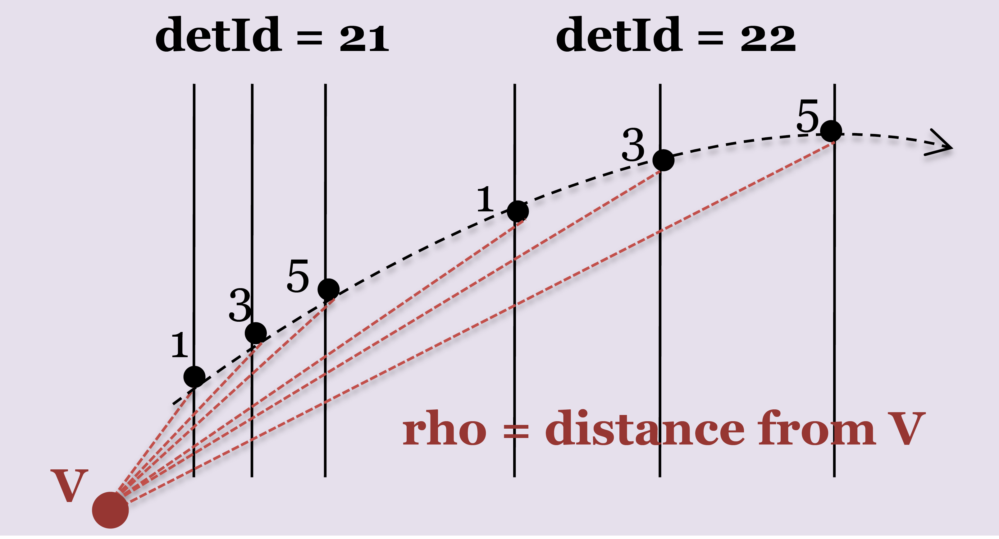 detId = 21
detId = 22
5
3
1
5
3
1
rho = distance from V
V